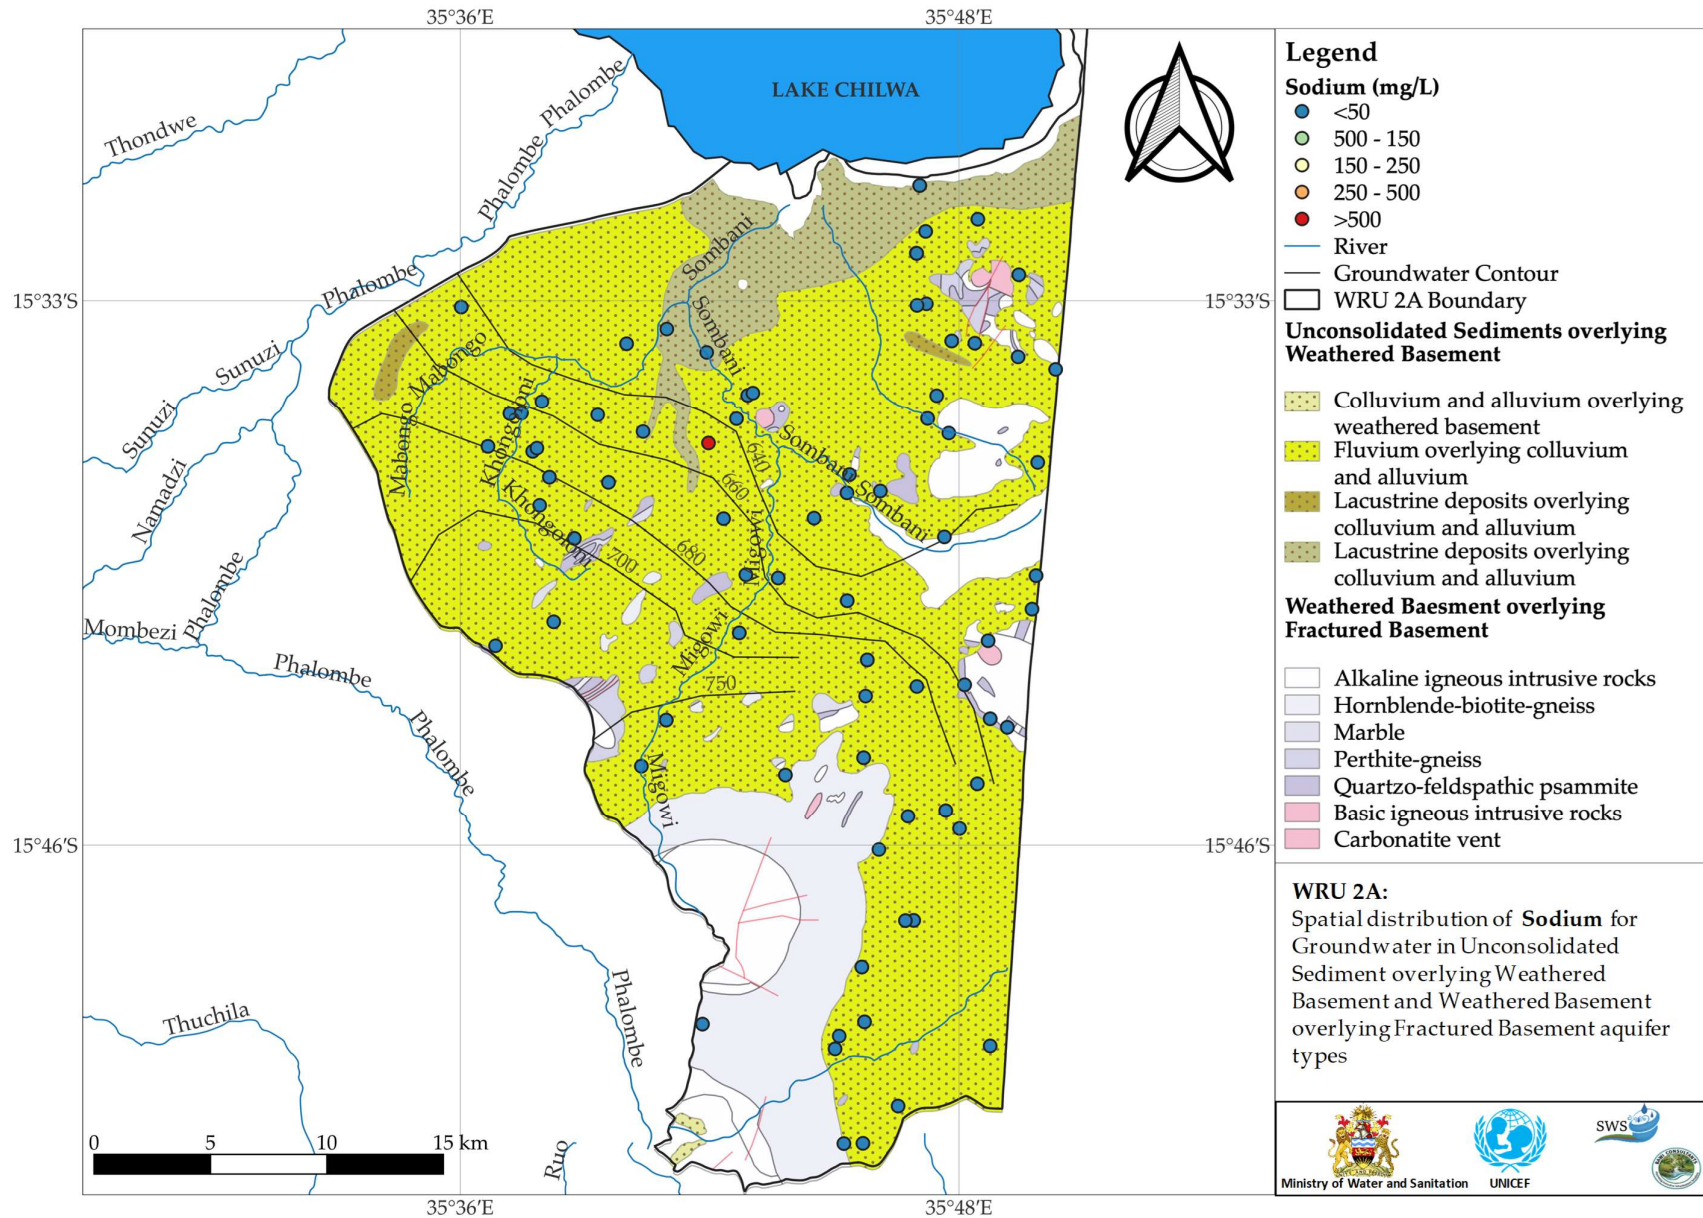 35°36'E
35°48'E
LAKE CHILWA
Thondwe
Phalombe
Phalombe
Phalombe
Phalombe
Sombani
Sombani
15°33'S
15°33'S
Sunuzi
Sunuzi
Mabongo
Mabongo
Khongoloni
Khongoloni
Sombani
Sombani
640
660
680
700
750
Namadzi
Phalombe
Mombezi
Phalombe
Phalombe
Migowi
Migowi
Migowi
15°46'S
15°46'S
Thuchila
Phalombe
Ruo
0 5 10 15 km
35°36'E
35°48'E
Legend
Sodium (mg/L)
<50
500 - 150
150 - 250
250 - 500
>500
River
Groundwater Contour
WRU 2A Boundary
Unconsolidated Sediments overlying
Weathered Basement
Colluvium and alluvium overlying
weathered basement
Fluvium overlying colluvium
and alluvium
Lacustrine deposits overlying
colluvium and alluvium
Lacustrine deposits overlying
colluvium and alluvium
Weathered Baesment overlying
Fractured Basement
Alkaline igneous intrusive rocks
Hornblende-biotite-gneiss
Marble
Perthite-gneiss
Quartzo-feldspathic psammite
Basic igneous intrusive rocks
Carbonatite vent
WRU 2A:
Spatial distribution of Sodium for
Groundwater in Unconsolidated
Sediment overlying Weathered
Basement and Weathered Basement
overlying Fractured Basement aquifer
types
sws
Ministry of Water and Sanitation
UNICEF